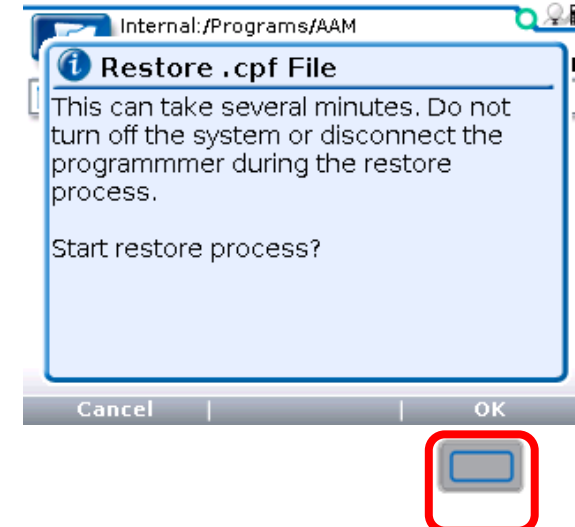 Internal:/Programs/AAM
Restore .cpf File
This can take several minutes. Do not
turn off the system or disconnect the
programmmer during the restore
process.
Start restore process?
Cancel | | OK